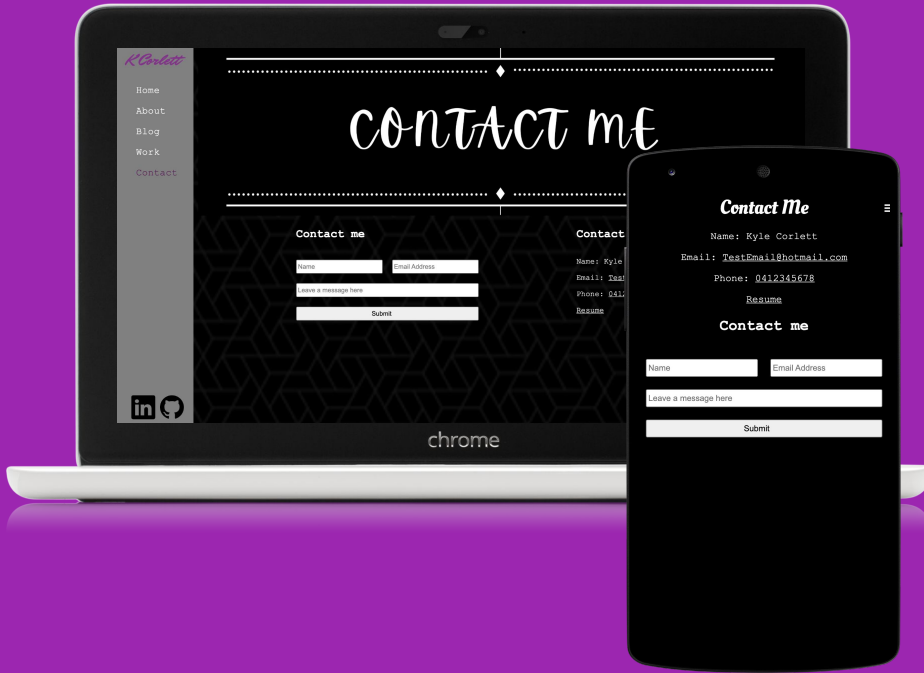 K'Corlett
Home
About
Blog
Work
Contact
CONTACT ME
Contact me
Name
Email Address
Leave a message here
Submit
Contact
Name: Kyle
Email: Test
Phone: 041
Resume
in
chrome
Contact Me
Name: Kyle Corlett
Email: TestEmail@hotmail.com
Phone: 0412345678
Resume
Contact me
Name Email Address
Leave a message here
Submit